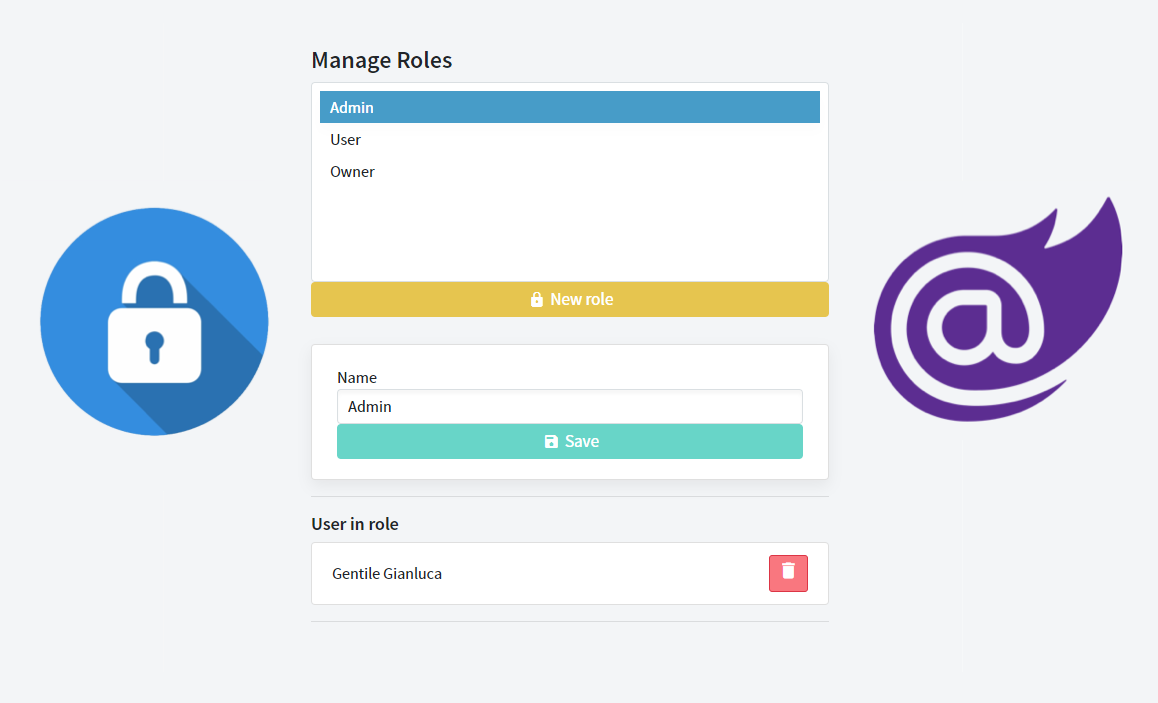 Manage Roles
Admin
User
Owner
New role
Name
Admin
Save
User in role
Gentile Gianluca